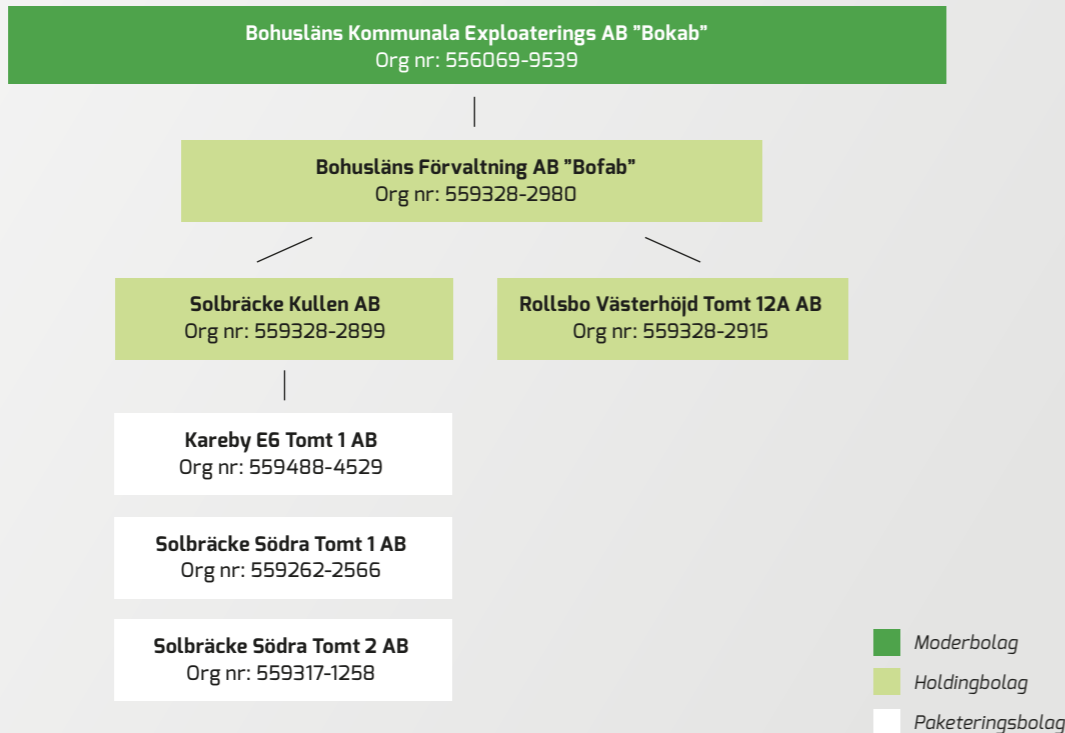 Bohusläns Kommunala Exploaterings AB ”Bokab”
Org nr: 556069-9539
Bohusläns Förvaltning AB ”Bofab”
Org nr: 559328-2980
Solbräcke Kullen AB
Org nr: 559328-2899
Rollsbo Västerhöjd Tomt 12A AB
Org nr: 559328-2915
Kareby E6 Tomt 1 AB
Org nr: 559488-4529
Solbräcke Södra Tomt 1 AB
Org nr: 559262-2566
Solbräcke Södra Tomt 2 AB
Org nr: 559317-1258
Moderbolag
Holdingbolag
Paketeringsbolag